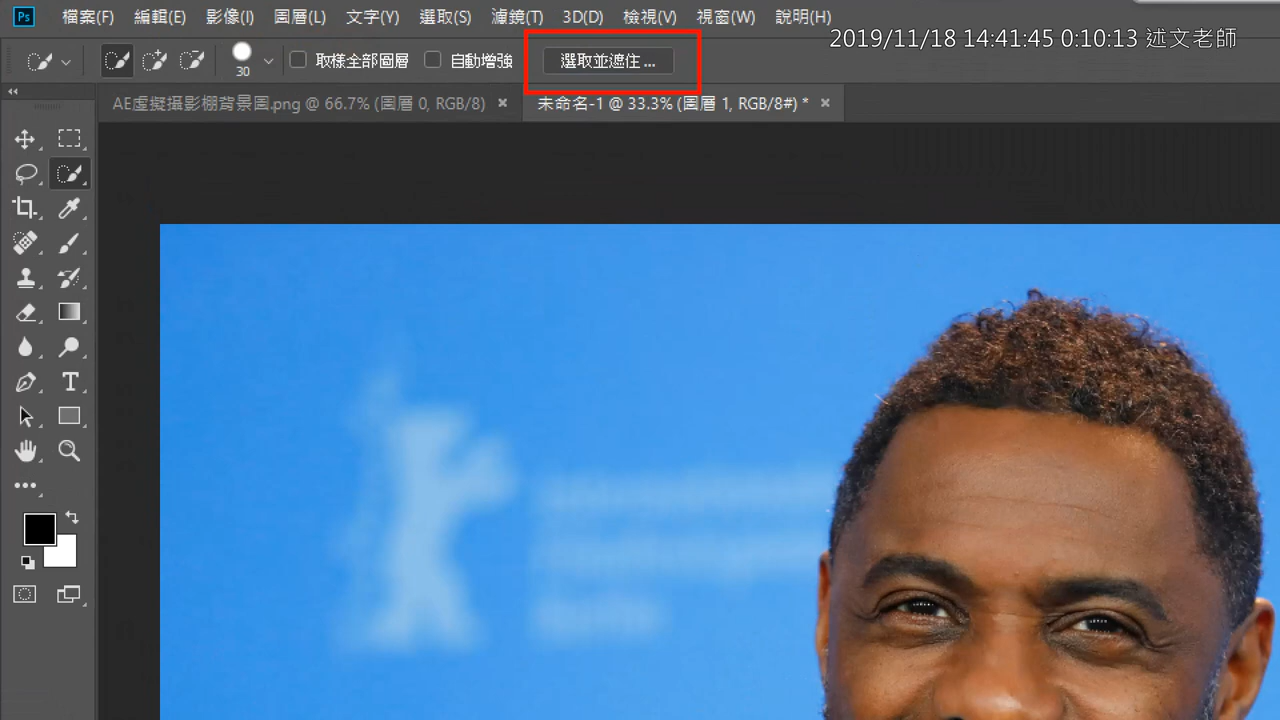 Ps 檔案(F) 編輯(E) 影像(I) 圖層(L) 文字(Y) 選取(S) 濾鏡(T) 3D(D) 檢視(V) 視窗(W) 說明(H)
2019/11/18 14:41:45 0:10:13 述文老師
30 取樣全部圖層 自動增強 選取並遮住 ...
AE虛擬攝影棚背景圖.png @ 66.7% (圖層 0, RGB/8) × 未命名-1 @ 33.3% (圖層 1, RGB/8#) * ×